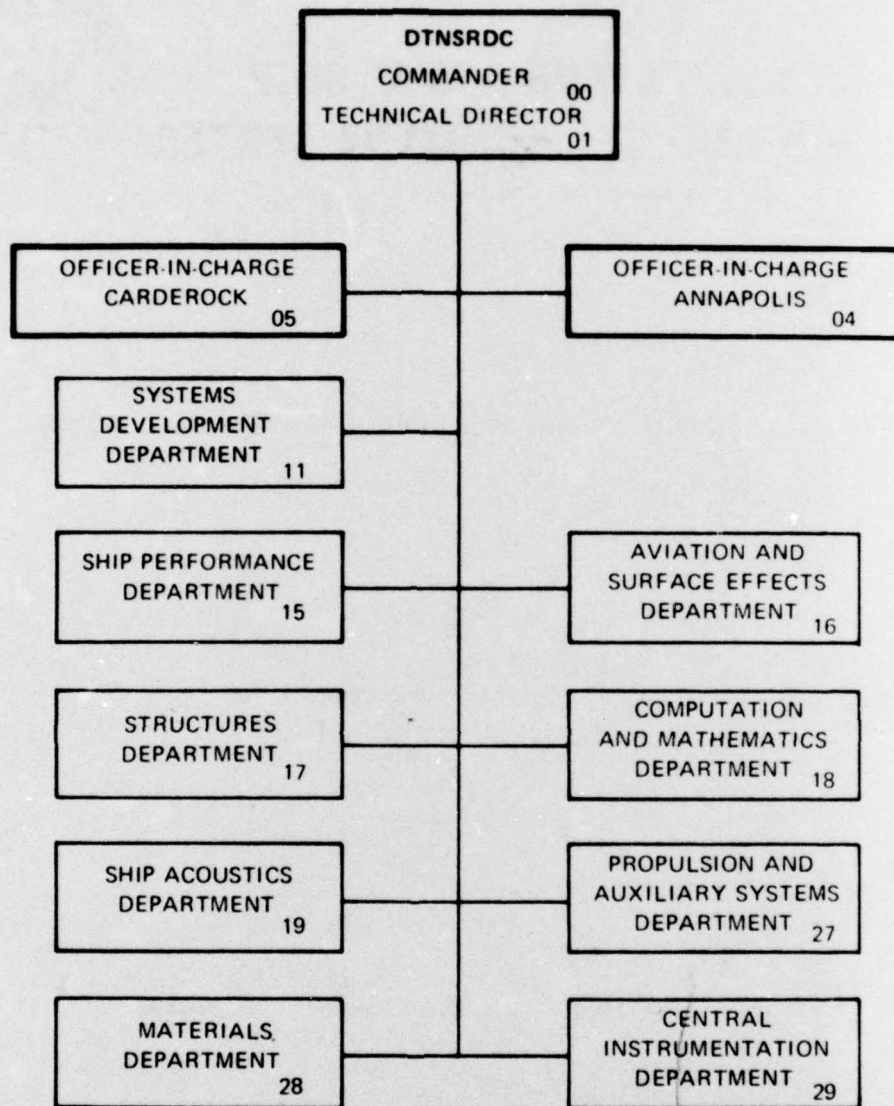 DTNSRDC
COMMANDER
00
TECHNICAL DIRECTOR
01
OFFICER-IN-CHARGE
CARDEROCK
05
OFFICER-IN-CHARGE
ANNAPOLIS
04
SYSTEMS
DEVELOPMENT
DEPARTMENT
11
SHIP PERFORMANCE
DEPARTMENT
15
AVIATION AND
SURFACE EFFECTS
DEPARTMENT
16
STRUCTURES
DEPARTMENT
17
COMPUTATION
AND MATHEMATICS
DEPARTMENT
18
SHIP ACOUSTICS
DEPARTMENT
19
PROPULSION AND
AUXILIARY SYSTEMS
DEPARTMENT
27
MATERIALS
DEPARTMENT
28
CENTRAL
INSTRUMENTATION
DEPARTMENT
29